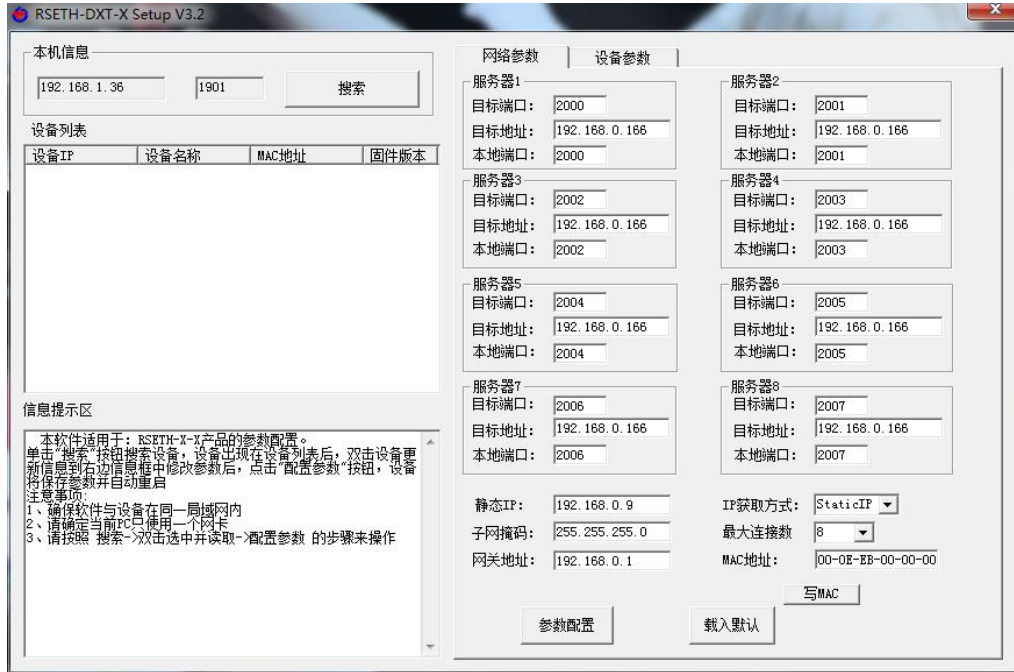 RSETH-DXT-X Setup V3.2
本机信息
192.168.1.36
1901
搜索
设备列表
设备IP 设备名称 MAC地址 固件版本
信息提示区
本软件适用于：RSETH-X-X产品的参数配置。
单击"搜索"按钮搜索设备，设备出现在设备列表后，双击设备更
新信息到右边信息框中修改参数后，点击"配置参数"按钮，设备
将保存参数并自动重启
注意事项:
1、确保软件与设备在同一局域网内
2、请确定当前PC只使用一个网卡
3、请按照 搜索->双击选中并读取->配置参数 的步骤来操作
网络参数 设备参数
服务器1
目标端口： 2000
目标地址： 192.168.0.166
本地端口： 2000
服务器2
目标端口： 2001
目标地址： 192.168.0.166
本地端口： 2001
服务器3
目标端口： 2002
目标地址： 192.168.0.166
本地端口： 2002
服务器4
目标端口： 2003
目标地址： 192.168.0.166
本地端口： 2003
服务器5
目标端口： 2004
目标地址： 192.168.0.166
本地端口： 2004
服务器6
目标端口： 2005
目标地址： 192.168.0.166
本地端口： 2005
服务器7
目标端口： 2006
目标地址： 192.168.0.166
本地端口： 2006
服务器8
目标端口： 2007
目标地址： 192.168.0.166
本地端口： 2007
静态IP: 192.168.0.9
子网掩码: 255.255.255.0
网关地址: 192.168.0.1
IP获取方式: StaticIP
最大连接数 8
MAC地址: 00-0E-EB-00-00-00
写MAC
参数配置
载入默认